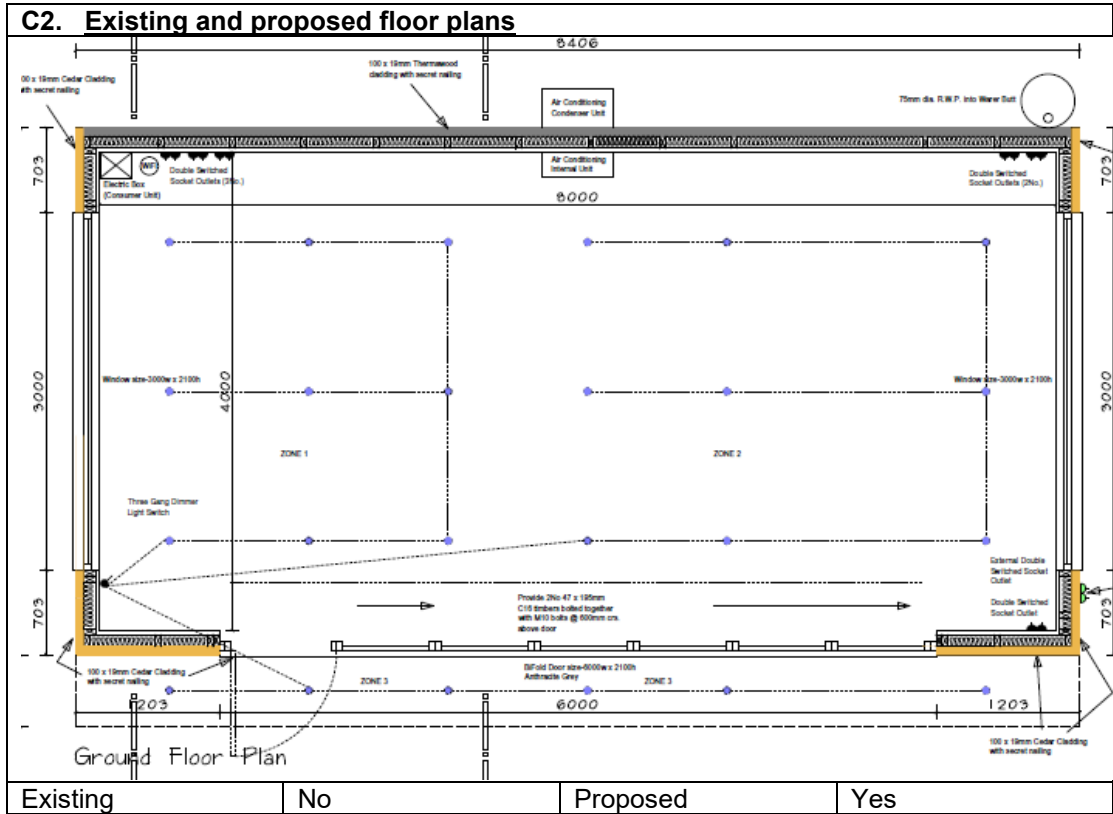 C2. Existing and proposed floor plans
8406
00 x 19mm Cedar Cladding
with secret nailing
100 x 19mm Thermawood
cladding with secret nailing
Air Conditioning
Condenser Unit
75mm dia. R.W.P. into Warer Butt
703
703
Electric Box
(Consumer Unit)
WiFi
Double Switched
Socket Outlets (3No.)
Air Conditioning
Internal Unit
Double Switched
Socket Outlets (2No.)
8000
Window size-3000w x 2100h
Window size-3000w x 2100h
3000
4000
3000
ZONE 1
ZONE 2
Three Gang Dimmer
Light Switch
External Double
Switched Socket
Outlet
Double Switched
Socket Outlet
703
703
Provide 2No 47 x 195mm
C16 timbers bolted together
with M10 bolts @ 600mm crs.
above door
100 x 19mm Cedar Cladding
with secret nailing
BiFold Door size-6000w x 2100h
Anthracite Grey
ZONE 3
ZONE 3
1203
6000
1203
100 x 19mm Cedar Cladding
with secret nailing
Ground Floor Plan
Existing No Proposed Yes